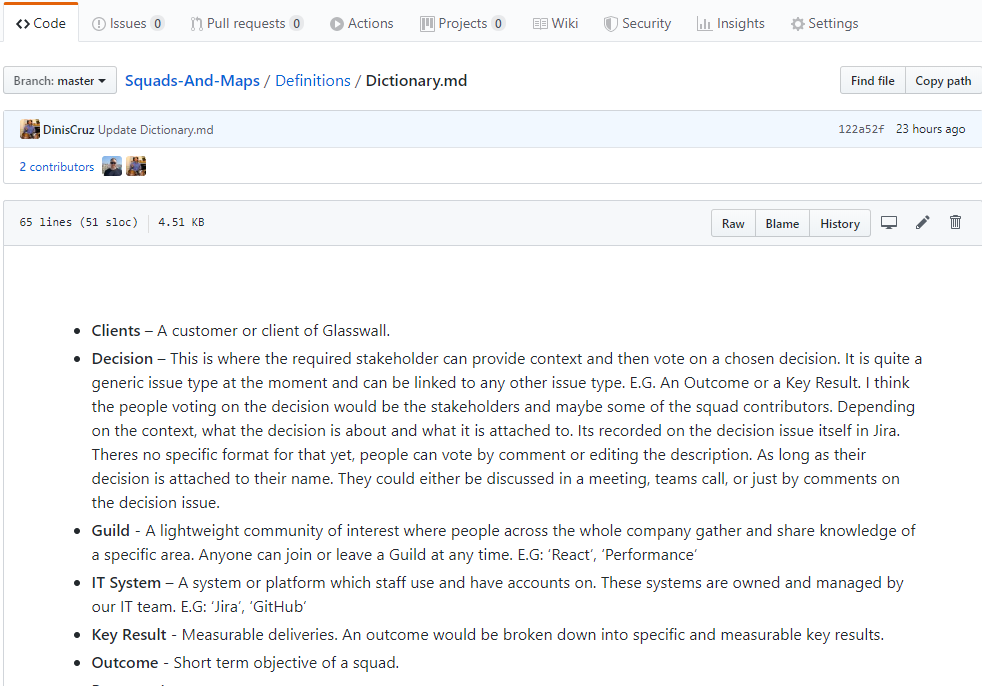 Code Issues 0 Pull requests 0 Actions Projects 0 Wiki Security Insights Settings
Branch: master Squads-And-Maps / Definitions / Dictionary.md Find file Copy path
DinisCruz Update Dictionary.md 122a52f 23 hours ago
2 contributors
65 lines (51 sloc) 4.51 KB Raw Blame History
Clients – A customer or client of Glasswall.
Decision – This is where the required stakeholder can provide context and then vote on a chosen decision. It is quite a
generic issue type at the moment and can be linked to any other issue type. E.G. An Outcome or a Key Result. I think
the people voting on the decision would be the stakeholders and maybe some of the squad contributors. Depending
on the context, what the decision is about and what it is attached to. Its recorded on the decision issue itself in Jira.
Theres no specific format for that yet, people can vote by comment or editing the description. As long as their
decision is attached to their name. They could either be discussed in a meeting, teams call, or just by comments on
the decision issue.
Guild - A lightweight community of interest where people across the whole company gather and share knowledge of
a specific area. Anyone can join or leave a Guild at any time. E.G: ‘React’, ‘Performance’
IT System – A system or platform which staff use and have accounts on. These systems are owned and managed by
our IT team. E.G: ‘Jira’, ‘GitHub’
Key Result - Measurable deliveries. An outcome would be broken down into specific and measurable key results.
Outcome - Short term objective of a squad.